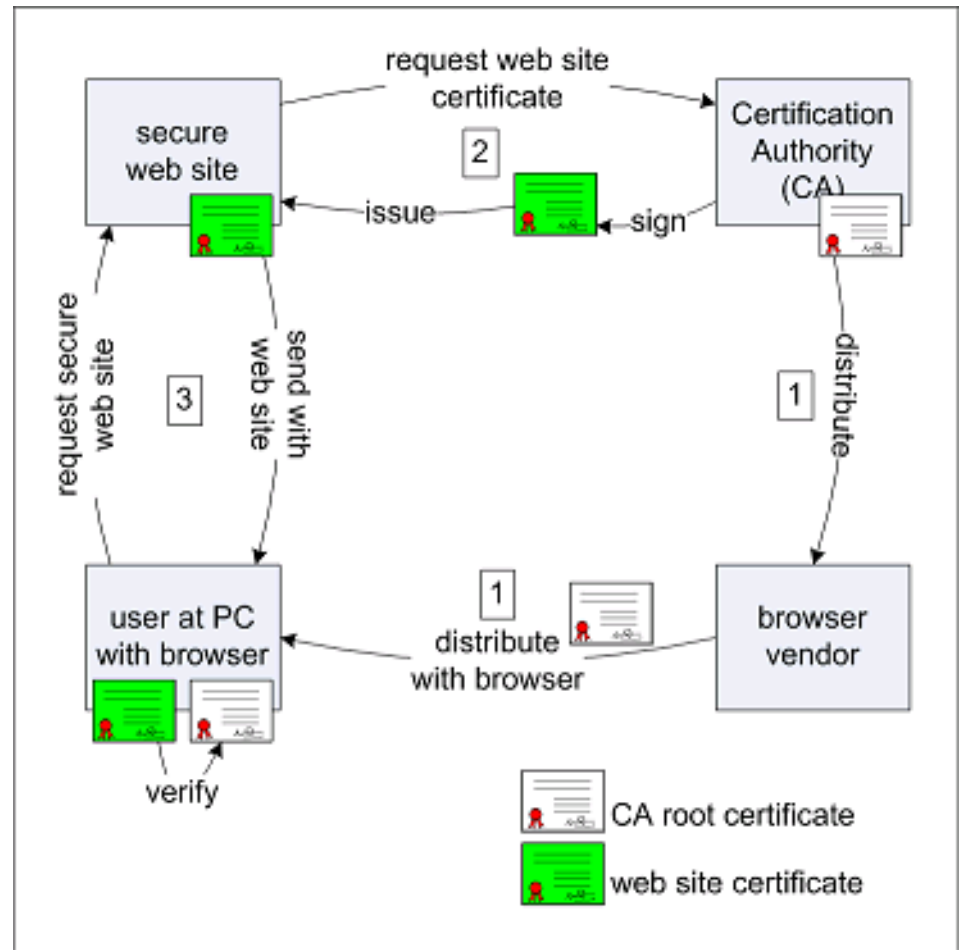 request web site
certificate
secure
web site
2
Certification
Authority
(CA)
issue
sign
request secure
web site
3
send with
web site
1
distribute
user at PC
with browser
1
distribute
with browser
browser
vendor
verify
CA root certificate
web site certificate